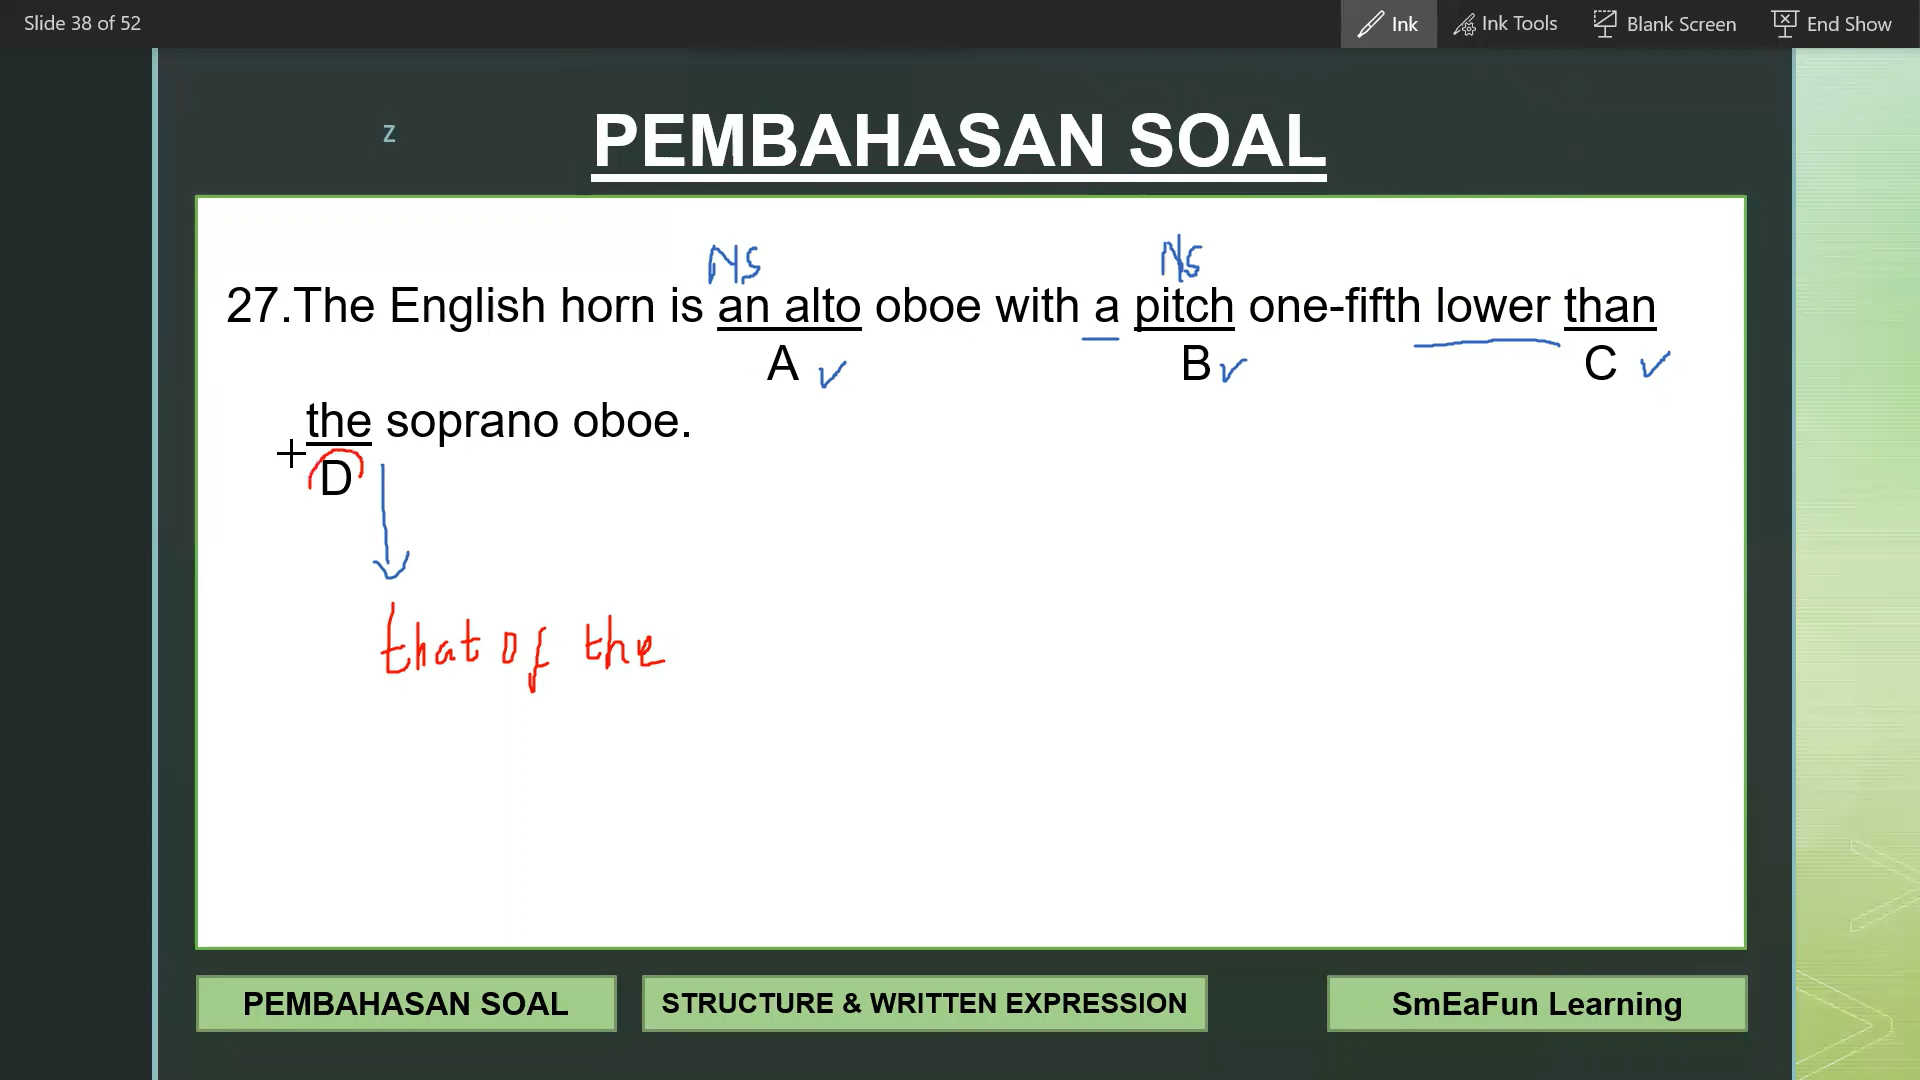 Slide 38 of 52
Ink
Ink Tools
Blank Screen
End Show
z
PEMBAHASAN SOAL
NS
NS
27.The English horn is an alto oboe with a pitch one-fifth lower than
A
B
C
the soprano oboe.
D
that of the
PEMBAHASAN SOAL
STRUCTURE & WRITTEN EXPRESSION
SmEaFun Learning